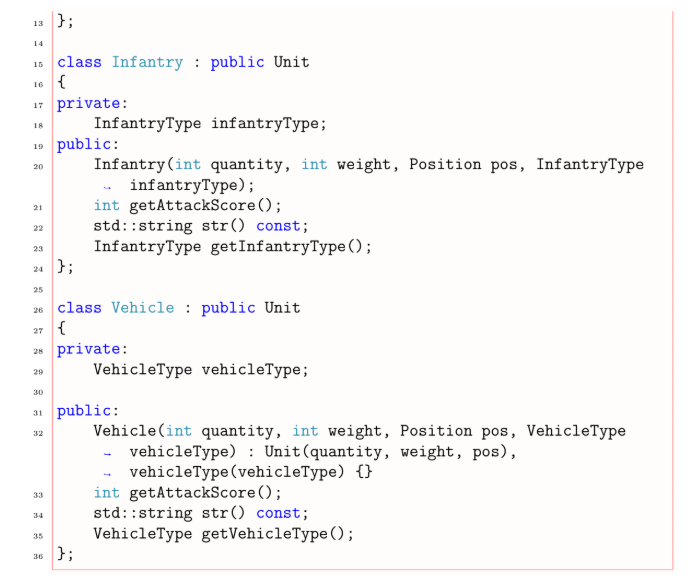 13 };
14
15 class Infantry : public Unit
16 {
17 private:
18     InfantryType infantryType;
19 public:
20     Infantry(int quantity, int weight, Position pos, InfantryType
       → infantryType);
21     int getAttackScore();
22     std::string str() const;
23     InfantryType getInfantryType();
24 };
25
26 class Vehicle : public Unit
27 {
28 private:
29     VehicleType vehicleType;
30
31 public:
32     Vehicle(int quantity, int weight, Position pos, VehicleType
       → vehicleType) : Unit(quantity, weight, pos),
       → vehicleType(vehicleType) {}
33     int getAttackScore();
34     std::string str() const;
35     VehicleType getVehicleType();
36 };